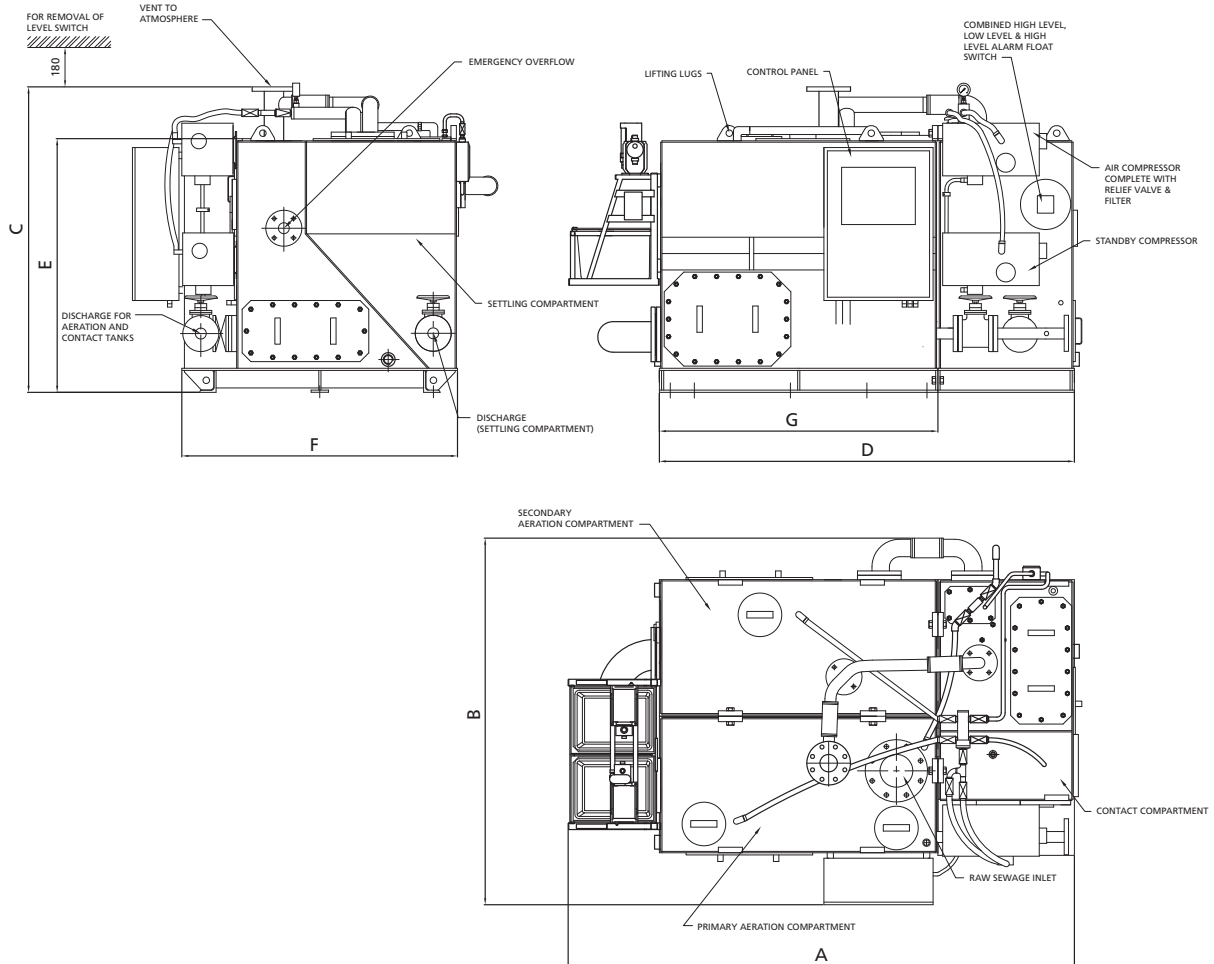 FOR REMOVAL OF
LEVEL SWITCH
VENT TO
ATMOSPHERE
180
EMERGENCY OVERFLOW
C
E
SETTLING COMPARTMENT
DISCHARGE FOR
AERATION AND
CONTACT TANKS
DISCHARGE
(SETTLING COMPARTMENT)
F
COMBINED HIGH LEVEL,
LOW LEVEL & HIGH
LEVEL ALARM FLOAT
SWITCH
LIFTING LUGS
CONTROL PANEL
AIR COMPRESSOR
COMPLETE WITH
RELIEF VALVE &
FILTER
STANDBY COMPRESSOR
G
D
SECONDARY
AERATION COMPARTMENT
B
CONTACT COMPARTMENT
RAW SEWAGE INLET
PRIMARY AERATION COMPARTMENT
A